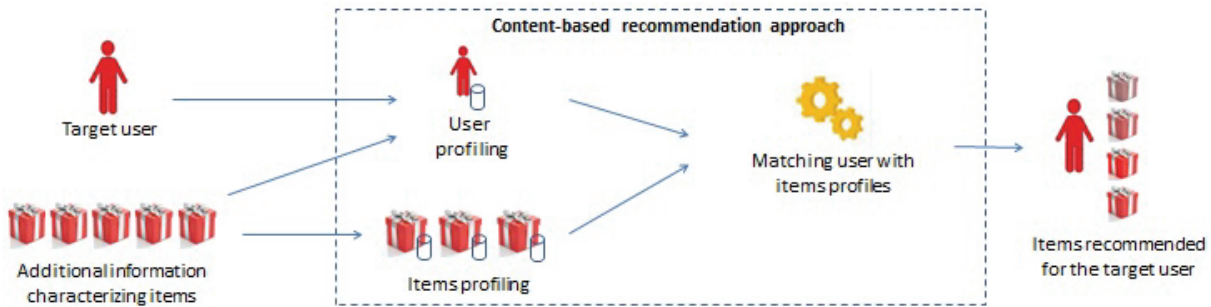 Content-based recommendation approach
Target user
User
profiling
Matching user with
items profiles
Additional information
characterizing items
Items profiling
Items recommended
for the target user